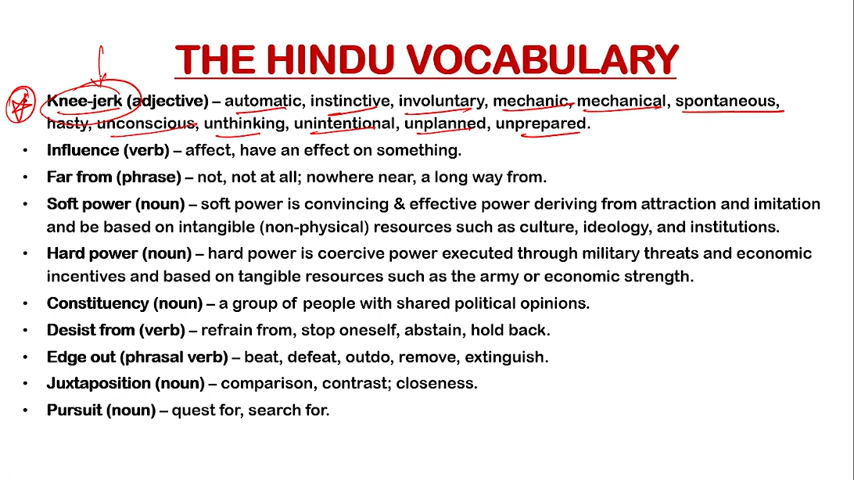 THE HINDU VOCABULARY
Knee-jerk (adjective) – automatic, instinctive, involuntary, mechanic, mechanical, spontaneous,
hasty, unconscious, unthinking, unintentional, unplanned, unprepared.
• Influence (verb) – affect, have an effect on something.
• Far from (phrase) – not, not at all; nowhere near, a long way from.
• Soft power (noun) – soft power is convincing & effective power deriving from attraction and imitation
and be based on intangible (non-physical) resources such as culture, ideology, and institutions.
• Hard power (noun) – hard power is coercive power executed through military threats and economic
incentives and based on tangible resources such as the army or economic strength.
• Constituency (noun) – a group of people with shared political opinions.
• Desist from (verb) – refrain from, stop oneself, abstain, hold back.
• Edge out (phrasal verb) – beat, defeat, outdo, remove, extinguish.
• Juxtaposition (noun) – comparison, contrast; closeness.
• Pursuit (noun) – quest for, search for.